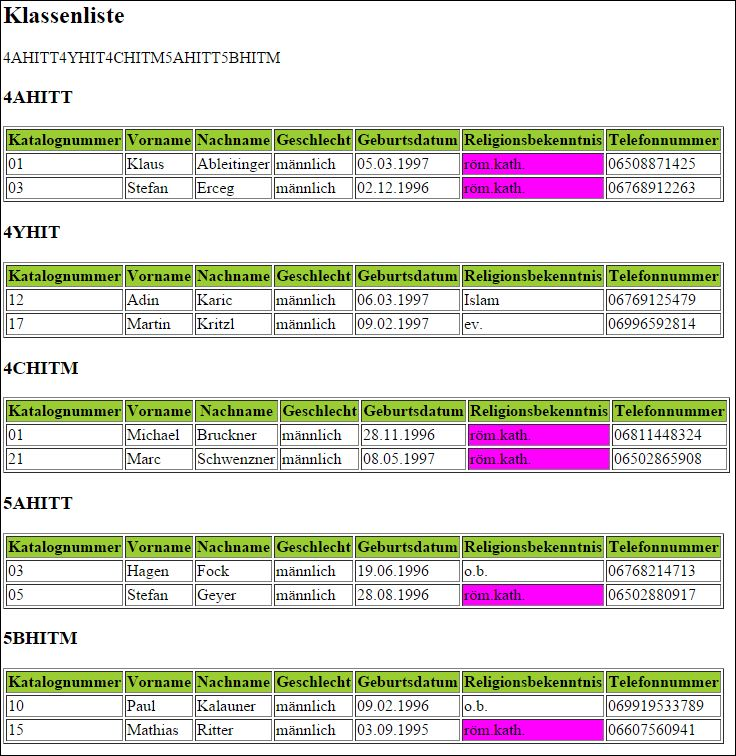 Klassenliste
4AHITT4YHIT4CHITM5AHITT5BHITM
4AHITT
Katalognummer Vorname Nachname Geschlecht Geburtsdatum Religionsbekenntnis Telefonnummer
01 Klaus Ableitinger männlich 05.03.1997 röm.kath. 06508871425
03 Stefan Erceg männlich 02.12.1996 röm.kath. 06768912263
4YHIT
Katalognummer Vorname Nachname Geschlecht Geburtsdatum Religionsbekenntnis Telefonnummer
12 Adin Karic männlich 06.03.1997 Islam 06769125479
17 Martin Kritzl männlich 09.02.1997 ev. 06996592814
4CHITM
Katalognummer Vorname Nachname Geschlecht Geburtsdatum Religionsbekenntnis Telefonnummer
01 Michael Bruckner männlich 28.11.1996 röm.kath. 06811448324
21 Marc Schwenzner männlich 08.05.1997 röm.kath. 06502865908
5AHITT
Katalognummer Vorname Nachname Geschlecht Geburtsdatum Religionsbekenntnis Telefonnummer
03 Hagen Fock männlich 19.06.1996 o.b. 06768214713
05 Stefan Geyer männlich 28.08.1996 röm.kath. 06502880917
5BHITM
Katalognummer Vorname Nachname Geschlecht Geburtsdatum Religionsbekenntnis Telefonnummer
10 Paul Kalauner männlich 09.02.1996 o.b. 069919533789
15 Mathias Ritter männlich 03.09.1995 röm.kath. 06607560941